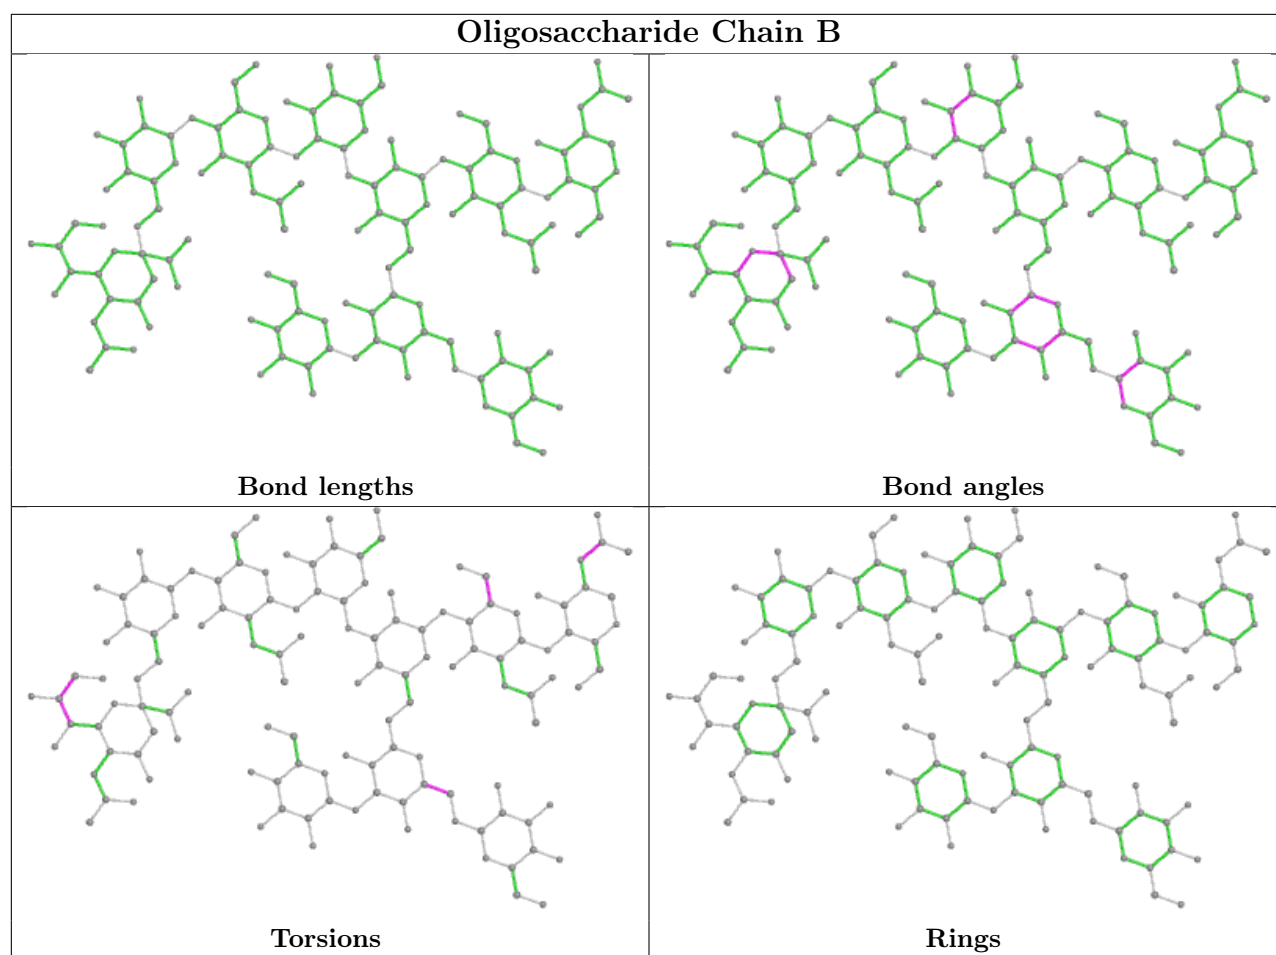 Oligosaccharide Chain B
Bond lengths
Bond angles
Torsions
Rings